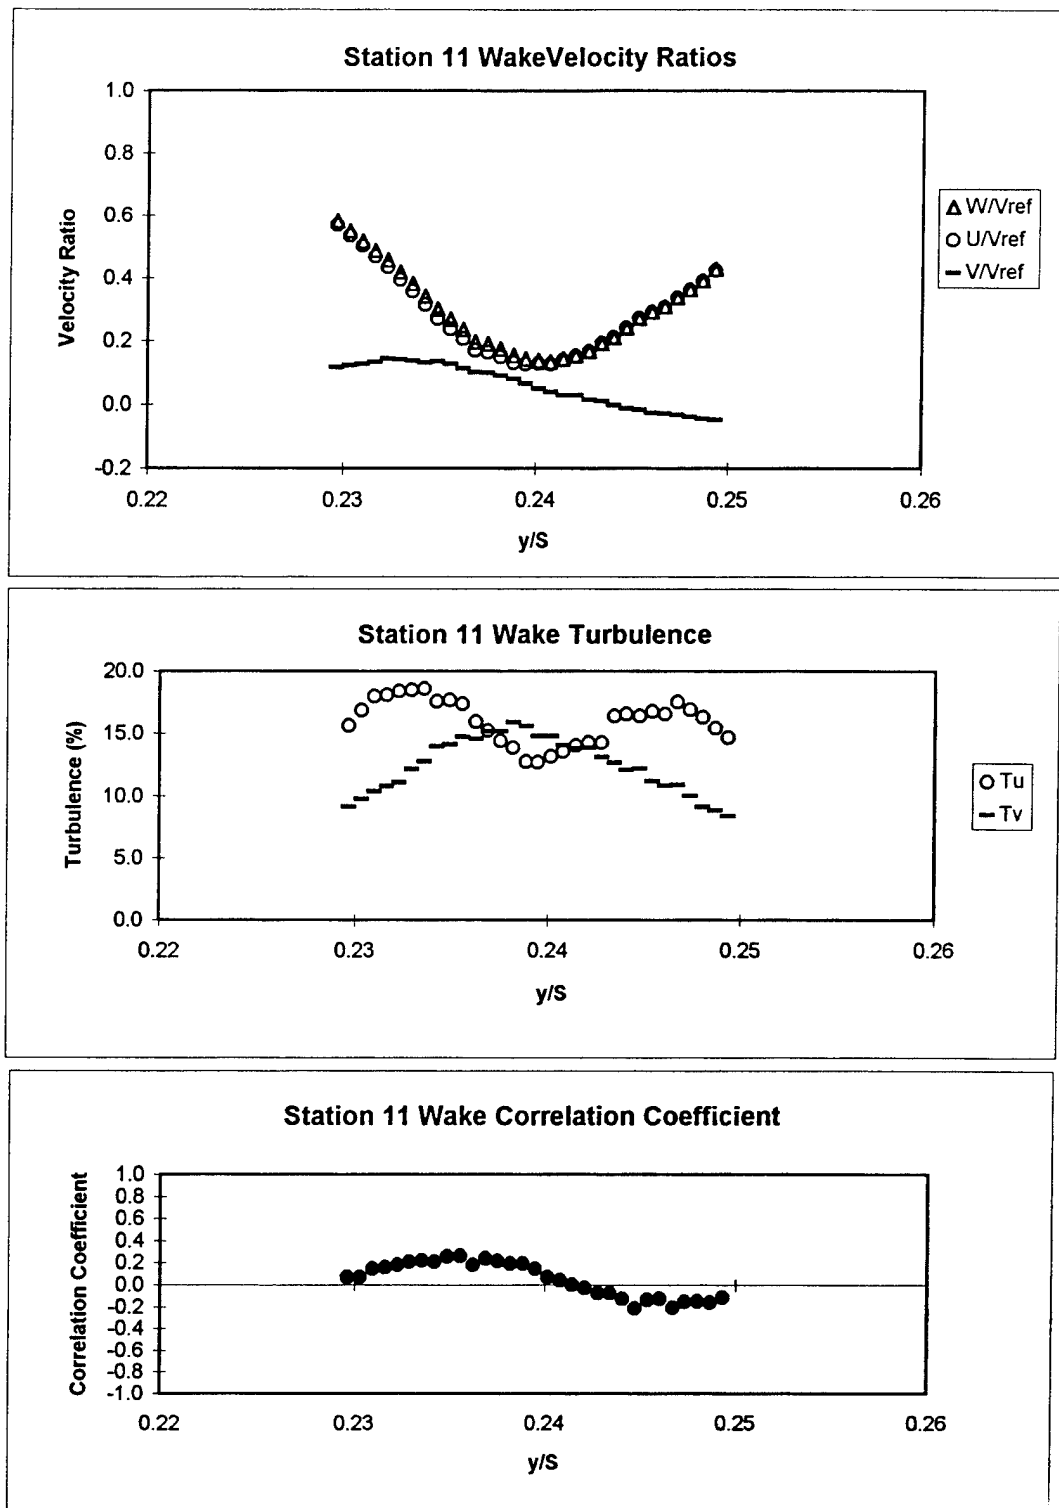 Station 11 WakeVelocity Ratios
1.0
0.8
0.6
0.4
0.2
0.0
-0.2
Velocity Ratio
0.22
0.23
0.24
0.25
0.26
y/S
W/Vref
U/Vref
V/Vref
Station 11 Wake Turbulence
20.0
15.0
10.0
5.0
0.0
Turbulence (%)
0.22
0.23
0.24
0.25
0.26
y/S
Tu
Tv
Station 11 Wake Correlation Coefficient
1.0
0.8
0.6
0.4
0.2
0.0
-0.2
-0.4
-0.6
-0.8
-1.0
Correlation Coefficient
0.22
0.23
0.24
0.25
0.26
y/S